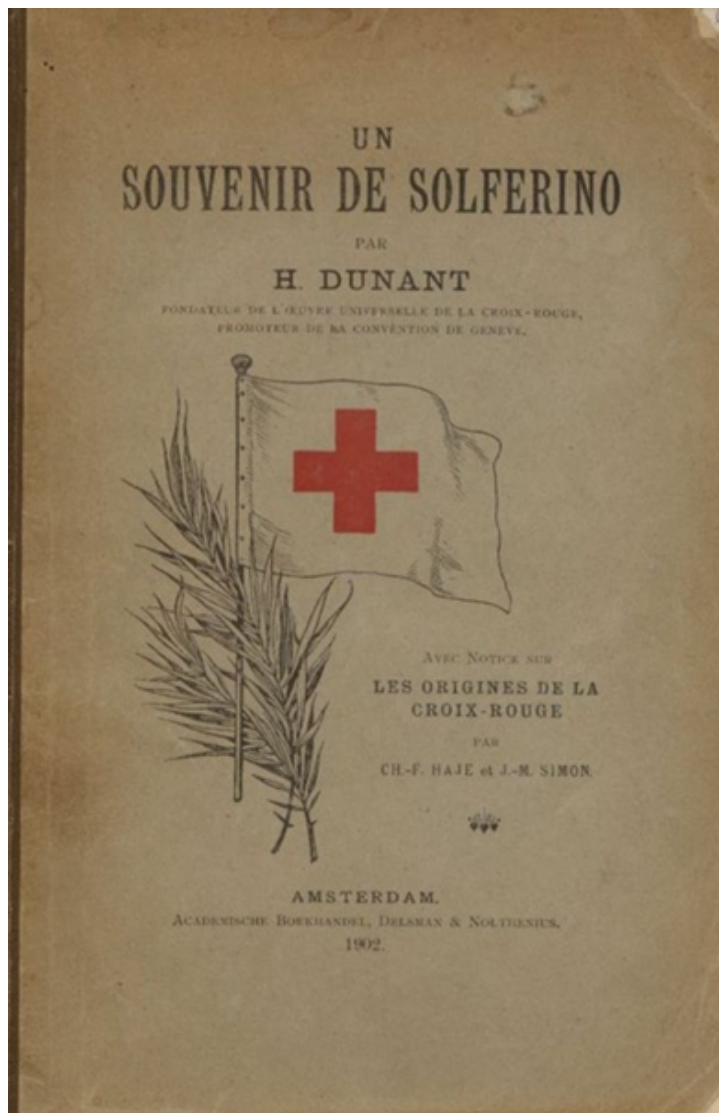 UN
SOUVENIR DE SOLFERINO
PAR
H. DUNANT
FONDATEUR DE L'ŒUVRE UNIVERSELLE DE LA CROIX-ROUGE,
PROMOTEUR DE LA CONVENTION DE GENÈVE.
AVEC NOTICE SUR
LES ORIGINES DE LA
CROIX-ROUGE
PAR
CH.-F. HAJE et J.-M. SIMON.
AMSTERDAM.
ACADEMISCHE BOEKHANDEL, DELSMAN & NOLTHENIUS.
1902.